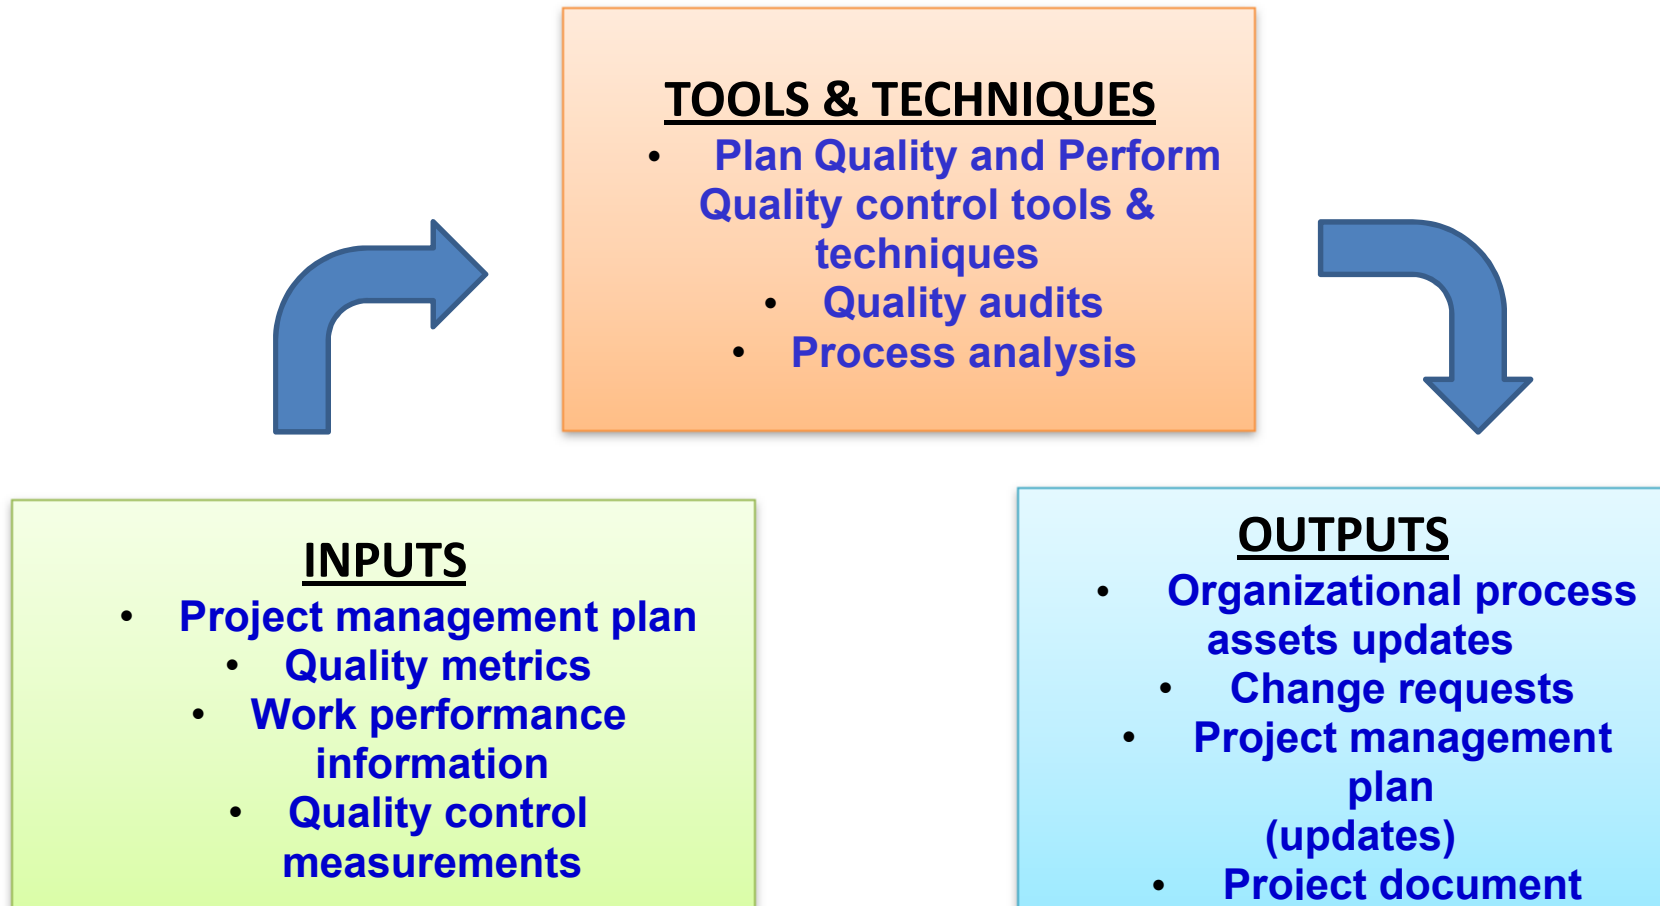 TOOLS & TECHNIQUES
• Plan Quality and Perform
Quality control tools &
techniques
• Quality audits
• Process analysis
INPUTS
• Project management plan
• Quality metrics
• Work performance
information
• Quality control
measurements
OUTPUTS
• Organizational process
assets updates
• Change requests
• Project management
plan
(updates)
• Project document